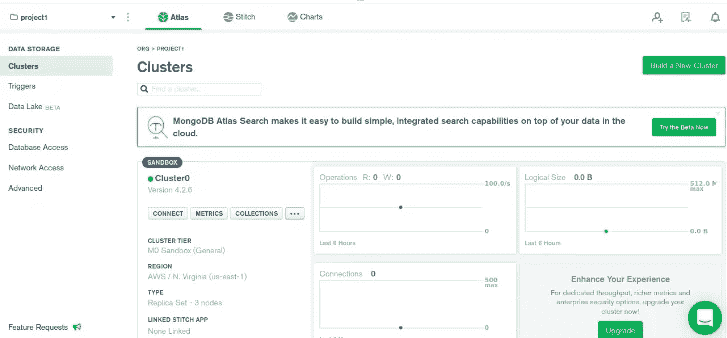 project1
Atlas
Stitch
Charts
DATA STORAGE
Clusters
Triggers
Data Lake BETA
SECURITY
Database Access
Network Access
Advanced
Feature Requests
ORG > PROJECT1
Clusters
Build a New Cluster
Find a cluster...
MongoDB Atlas Search makes it easy to build simple, integrated search capabilities on top of your data in the
cloud.
Try the Beta Now
SANDBOX
Cluster0
Version 4.2.6
CONNECT METRICS COLLECTIONS ...
CLUSTER TIER
M0 Sandbox (General)
REGION
AWS / N. Virginia (us-east-1)
TYPE
Replica Set - 3 nodes
LINKED STITCH APP
None Linked
Operations R: 0 W: 0
100.0/s
0
Last 6 Hours
Logical Size 0.0 B
512.0
max
0.0 B
Last 6 Hours
Connections 0
500
max
0
Enhance Your Experience
For dedicated throughput, richer metrics and
enterprise security options, upgrade your
cluster now!
Upgrade